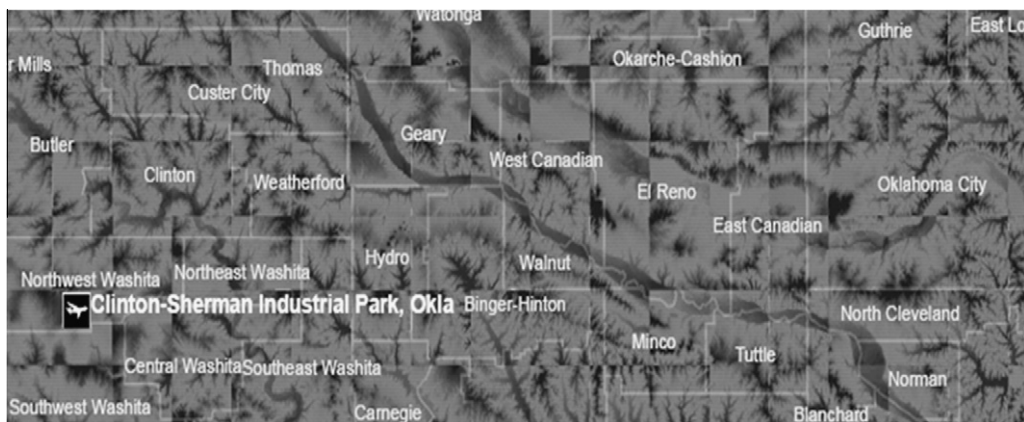 Watonga
Guthrie
East Lo
r Mills
Thomas
Okarche-Cashion
Custer City
Geary
Butler
West Canadian
Clinton
Weatherford
El Reno
Oklahoma City
East Canadian
Hydro
Walnut
Northwest Washita
Northeast Washita
Clinton-Sherman Industrial Park, Okla
Binger-Hinton
North Cleveland
Minco
Tuttle
Central Washita
Southeast Washita
Norman
Southwest Washita
Carnegie
Blanchard